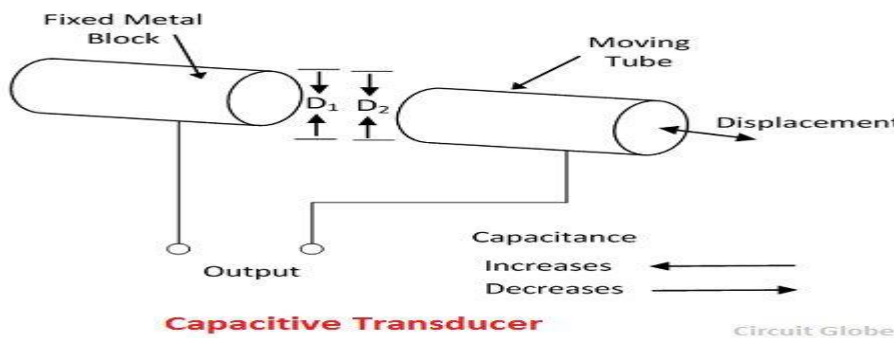 Fixed Metal
Block
Moving
Tube
D₁ D₂
Displacement
Capacitance
Increases
Decreases
Output
Capacitive Transducer
Circuit Globe